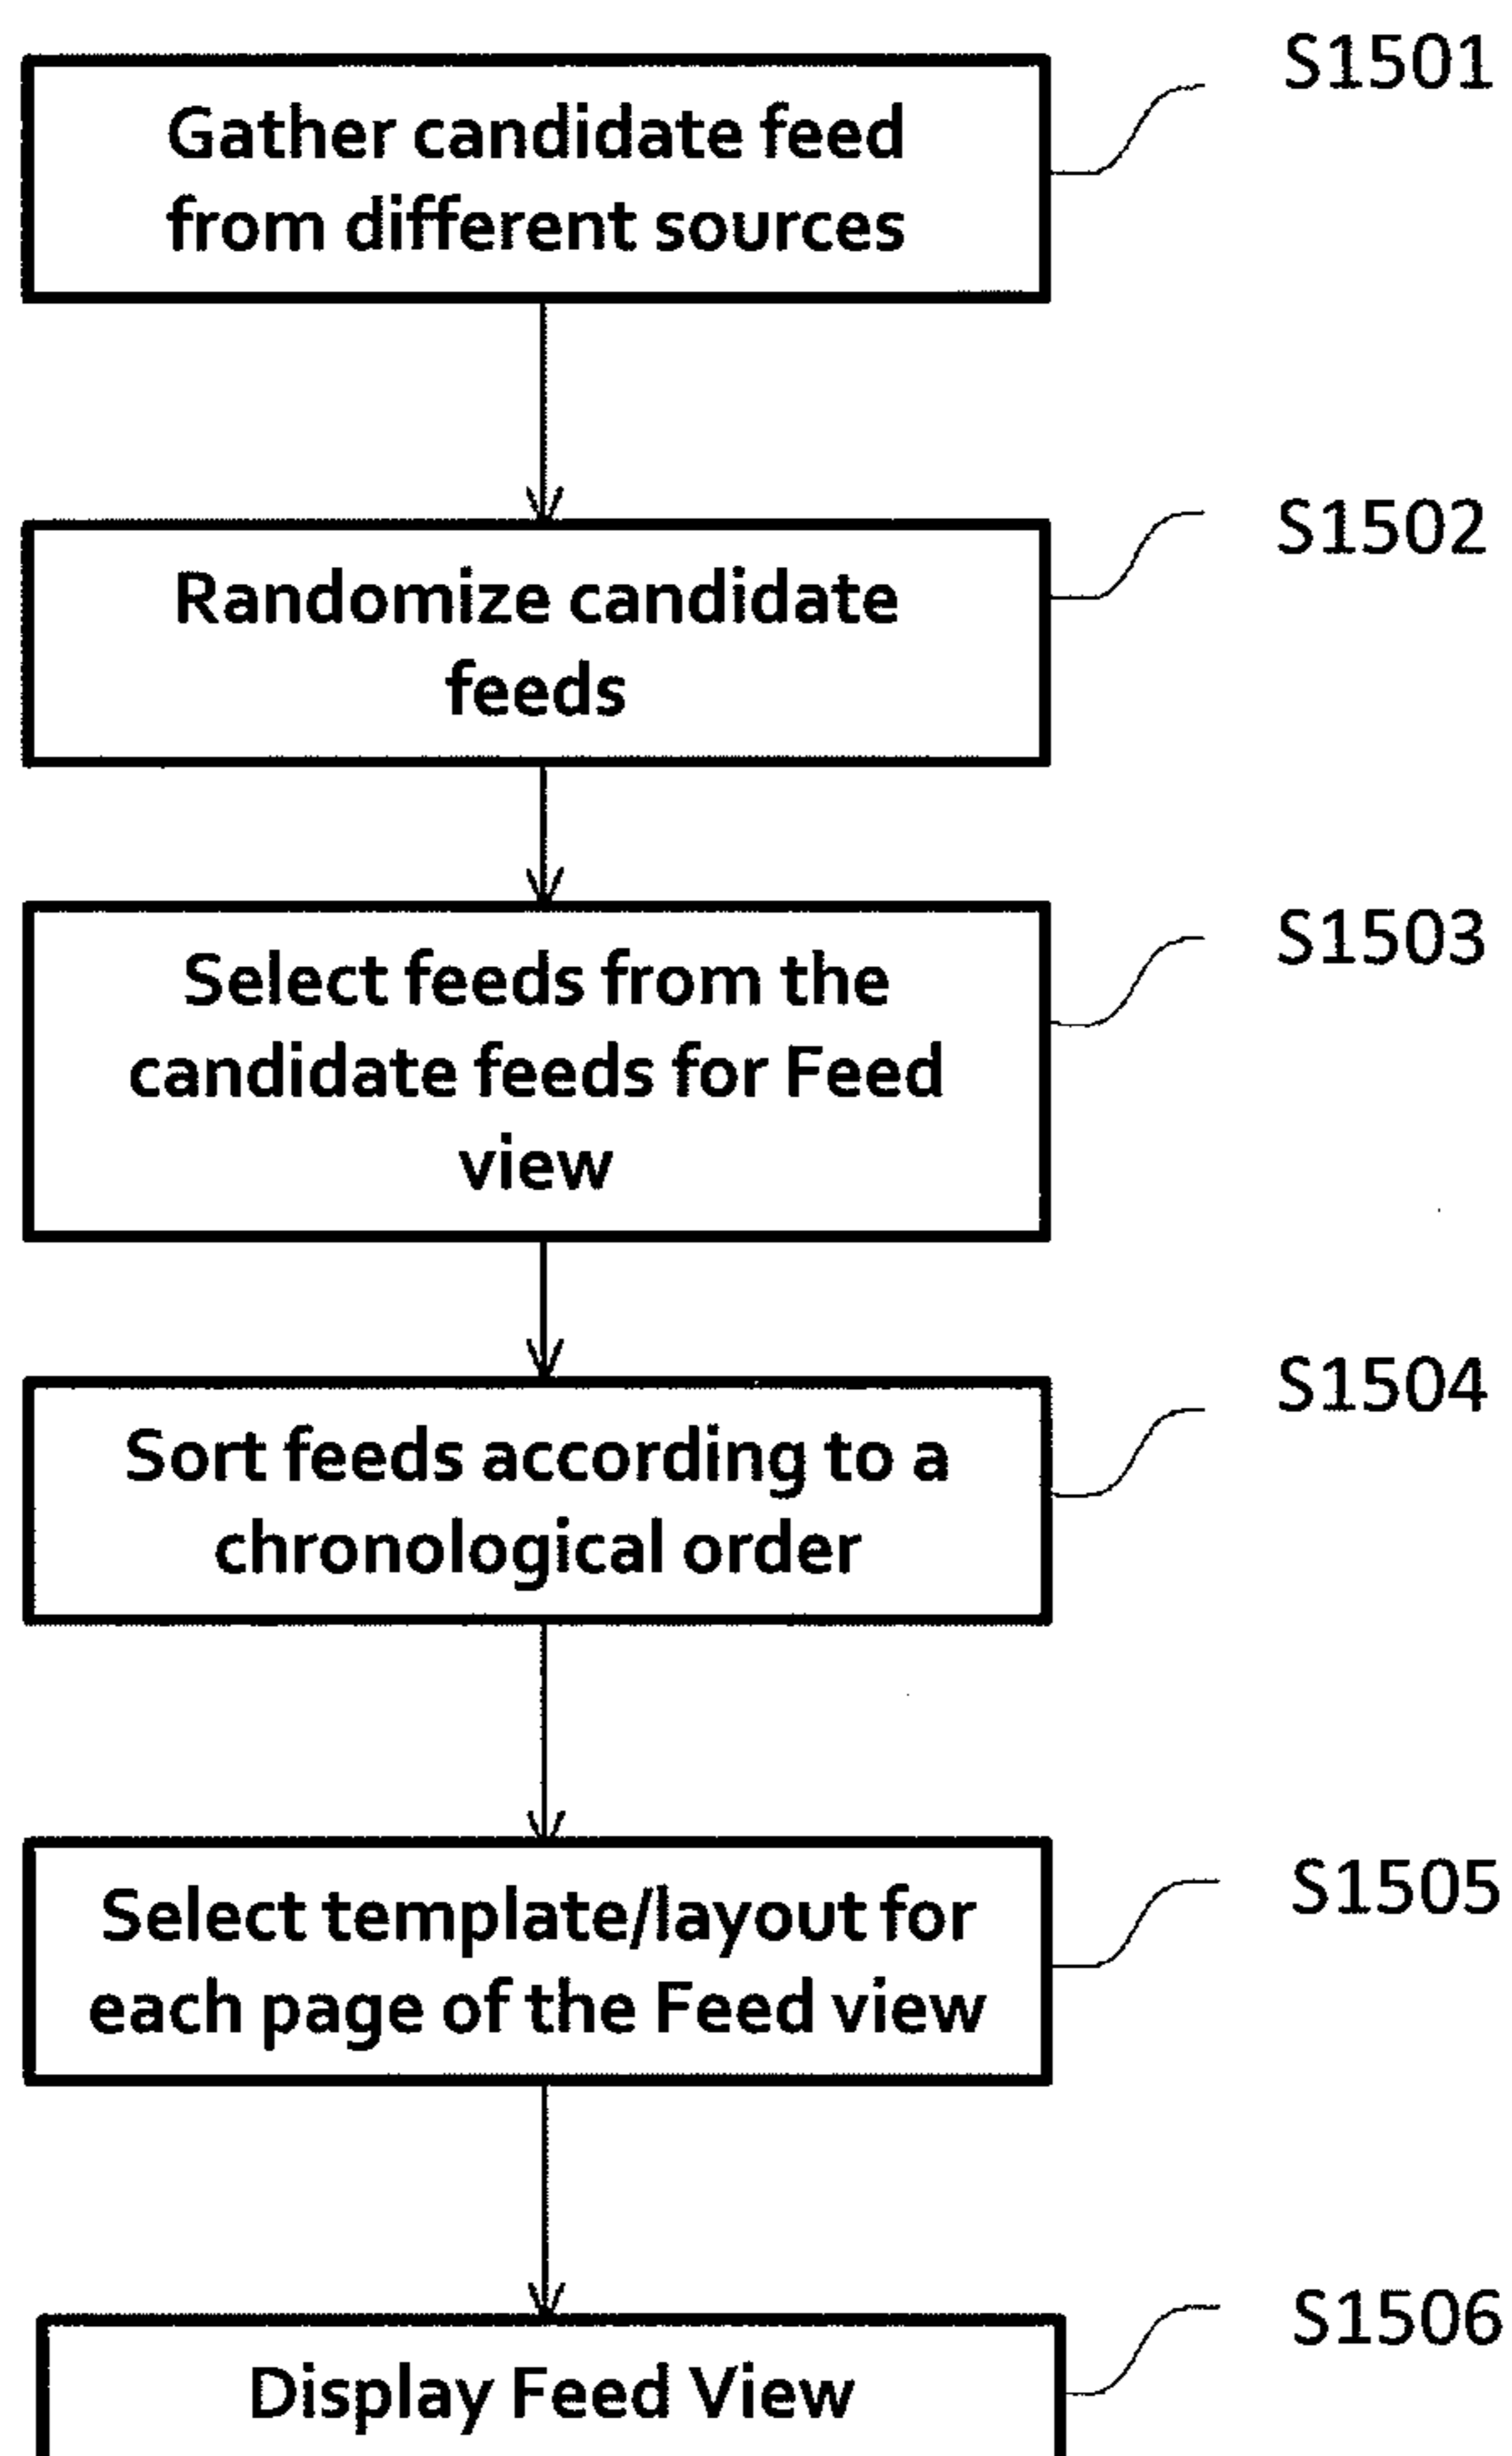 S1501
Gather candidate feed
from different sources
S1502
Randomize candidate
feeds
S1503
Select feeds from the
candidate feeds for Feed
view
S1504
Sort feeds according to a
chronological order
S1505
Select template/layout for
each page of the Feed view
S1506
Display Feed View